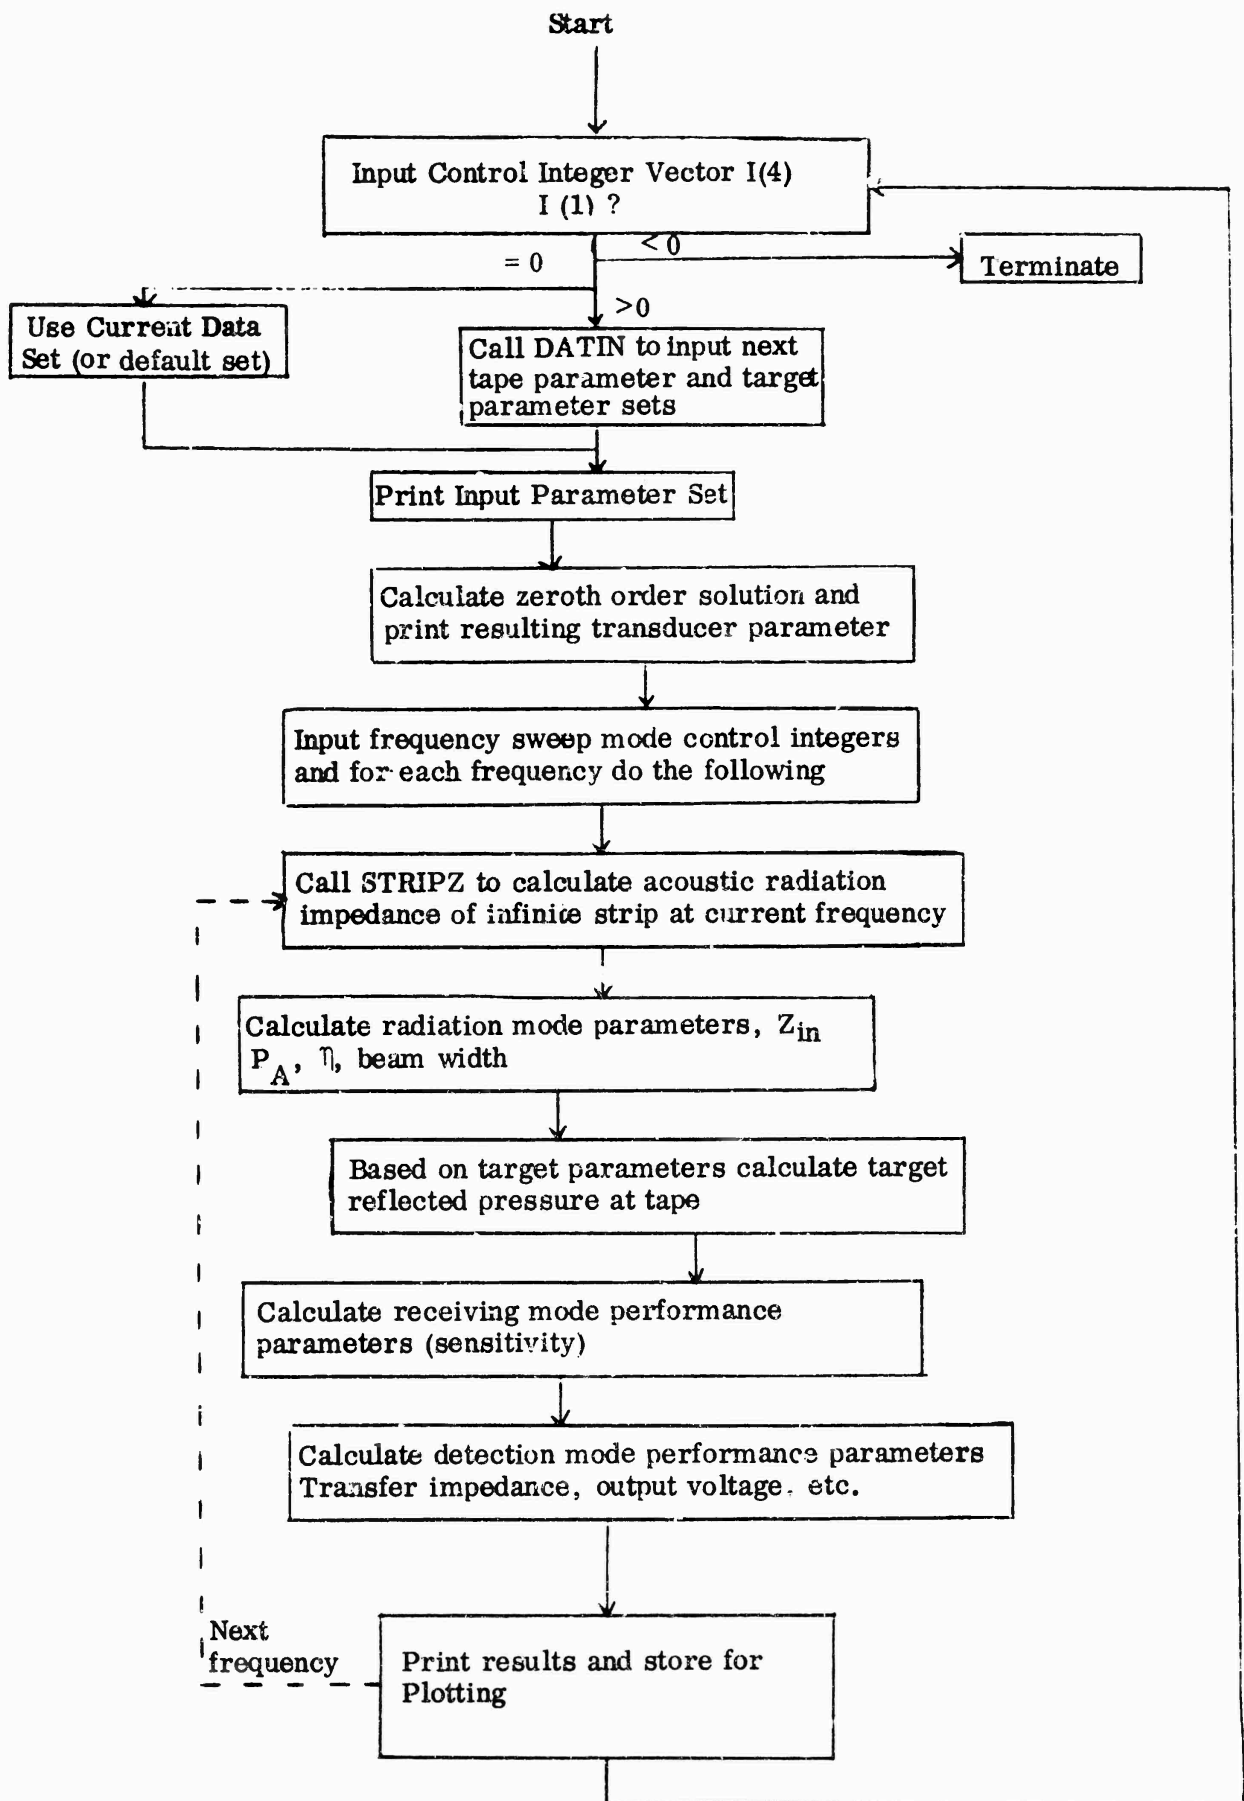 Start
Input Control Integer Vector I(4)
I (1) ?
< 0
= 0
Terminate
>0
Use Current Data
Set (or default set)
Call DATIN to input next
tape parameter and target
parameter sets
Print Input Parameter Set
Calculate zeroth order solution and
print resulting transducer parameter
Input frequency sweep mode control integers
and for each frequency do the following
Call STRIPZ to calculate acoustic radiation
impedance of infinite strip at current frequency
Calculate radiation mode parameters, Zin
PA, η, beam width
Based on target parameters calculate target
reflected pressure at tape
Calculate receiving mode performance
parameters (sensitivity)
Calculate detection mode performance parameters
Transfer impedance, output voltage, etc.
Next
frequency
Print results and store for
Plotting